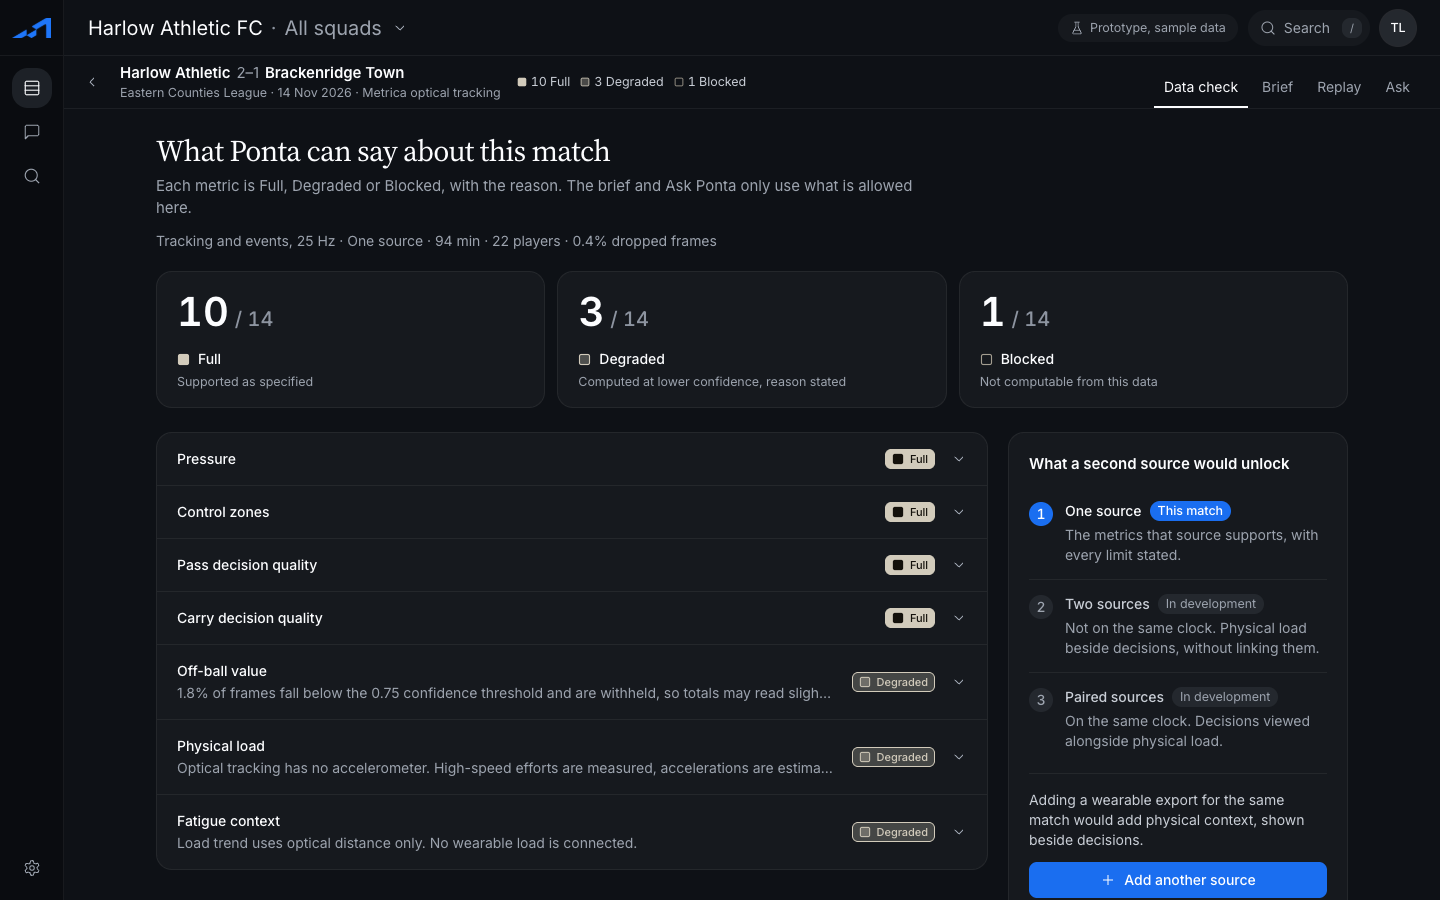 Harlow Athletic FC · All squads
Prototype, sample data
Search /
TL
Harlow Athletic 2–1 Brackenridge Town
Eastern Counties League · 14 Nov 2026 · Metrica optical tracking
10 Full 3 Degraded 1 Blocked
Data check Brief Replay Ask
What Ponta can say about this match
Each metric is Full, Degraded or Blocked, with the reason. The brief and Ask Ponta only use what is allowed
here.
Tracking and events, 25 Hz · One source · 94 min · 22 players · 0.4% dropped frames
10 / 14
Full
Supported as specified
3 / 14
Degraded
Computed at lower confidence, reason stated
1 / 14
Blocked
Not computable from this data
Pressure Full
Control zones Full
Pass decision quality Full
Carry decision quality Full
Off-ball value
1.8% of frames fall below the 0.75 confidence threshold and are withheld, so totals may read sligh...
Degraded
Physical load
Optical tracking has no accelerometer. High-speed efforts are measured, accelerations are estima...
Degraded
Fatigue context
Load trend uses optical distance only. No wearable load is connected.
Degraded
What a second source would unlock
1 One source This match
The metrics that source supports, with
every limit stated.
2 Two sources In development
Not on the same clock. Physical load
beside decisions, without linking them.
3 Paired sources In development
On the same clock. Decisions viewed
alongside physical load.
Adding a wearable export for the same
match would add physical context, shown
beside decisions.
+ Add another source